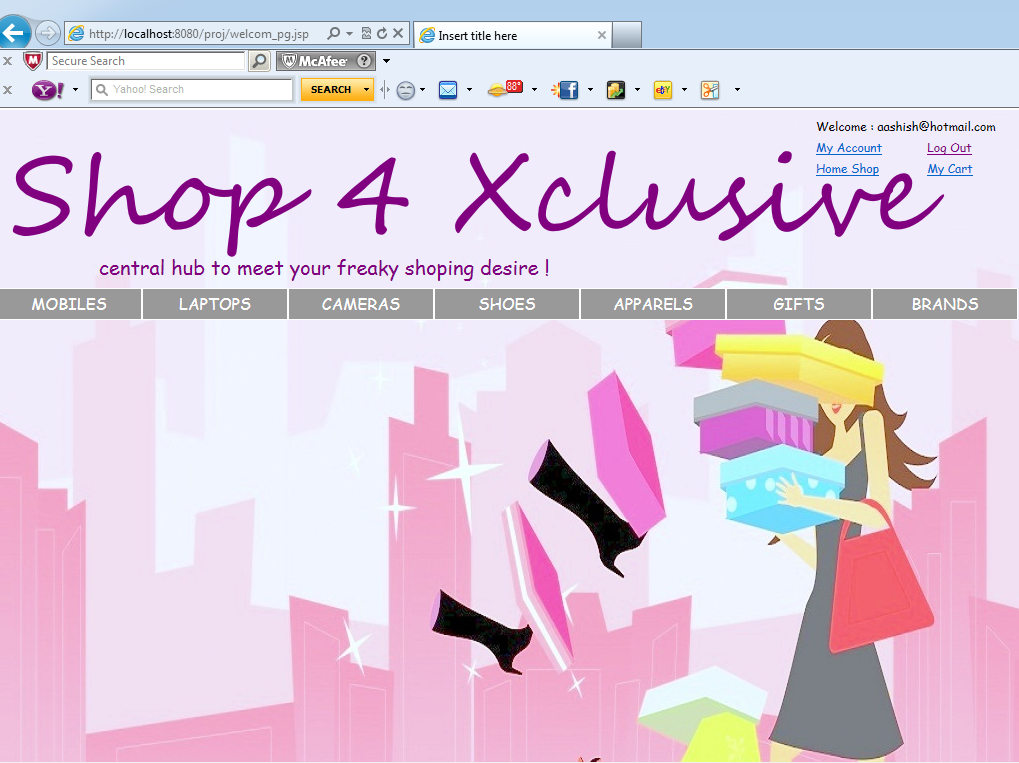 http://localhost:8080/proj/welcom_pg.jsp
Insert title here
Secure Search
McAfee
Y!
Yahoo! Search
SEARCH
88°
f
ebY
Welcome : aashish@hotmail.com
My Account
Log Out
Home Shop
My Cart
Shop 4 Xclusive
central hub to meet your freaky shoping desire !
MOBILES LAPTOPS CAMERAS SHOES APPARELS GIFTS BRANDS